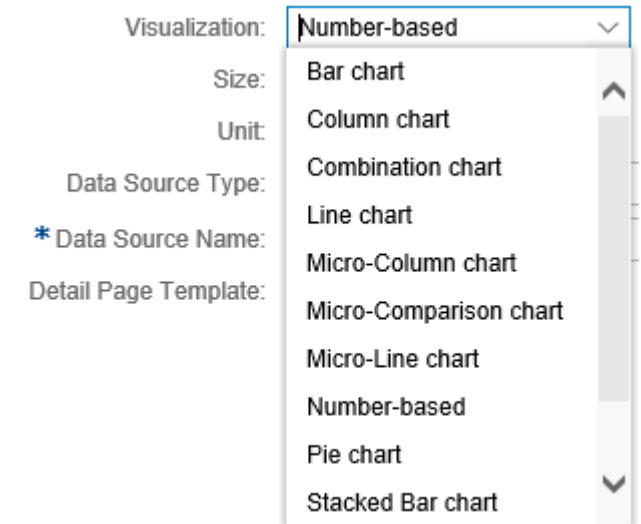 Visualization: Number-based
Bar chart
Size:
Column chart
Unit:
Combination chart
Data Source Type:
Line chart
* Data Source Name:
Micro-Column chart
Detail Page Template:
Micro-Comparison chart
Micro-Line chart
Number-based
Pie chart
Stacked Bar chart